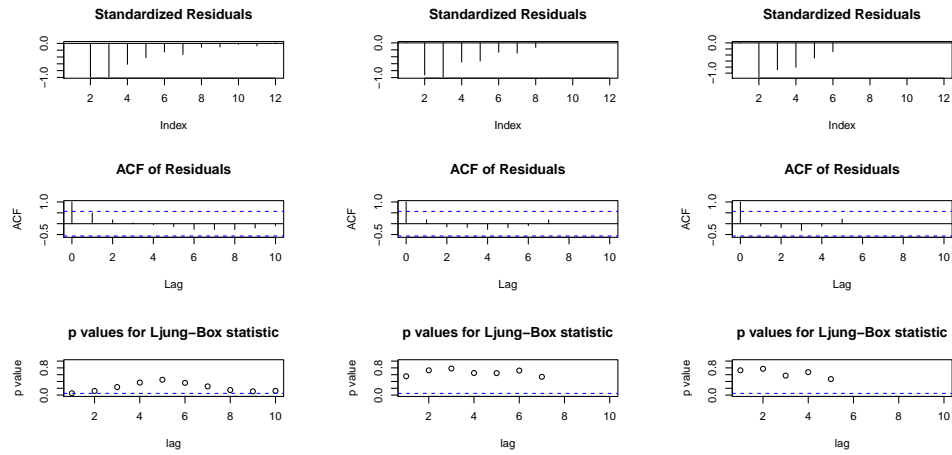 Standardized Residuals
0.0
−1.0
2 4 6 8 10 12
Index
ACF of Residuals
ACF
1.0
−0.5
0 2 4 6 8 10
Lag
p values for Ljung−Box statistic
p value
0.8
0.0
2 4 6 8 10
lag
Standardized Residuals
0.0
−1.0
2 4 6 8 10 12
Index
ACF of Residuals
ACF
1.0
−0.5
0 2 4 6 8 10
Lag
p values for Ljung−Box statistic
p value
0.8
0.0
2 4 6 8 10
lag
Standardized Residuals
0.0
−1.0
2 4 6 8 10 12
Index
ACF of Residuals
ACF
1.0
−0.5
0 2 4 6 8 10
Lag
p values for Ljung−Box statistic
p value
0.8
0.0
2 4 6 8 10
lag